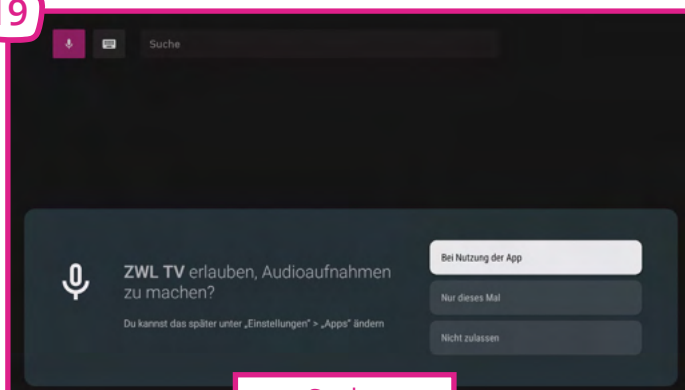 19
Suche
ZWL TV erlauben, Audioaufnahmen
zu machen?
Du kannst das später unter „Einstellungen" > „Apps" ändern
Bei Nutzung der App
Nur dieses Mal
Nicht zulassen